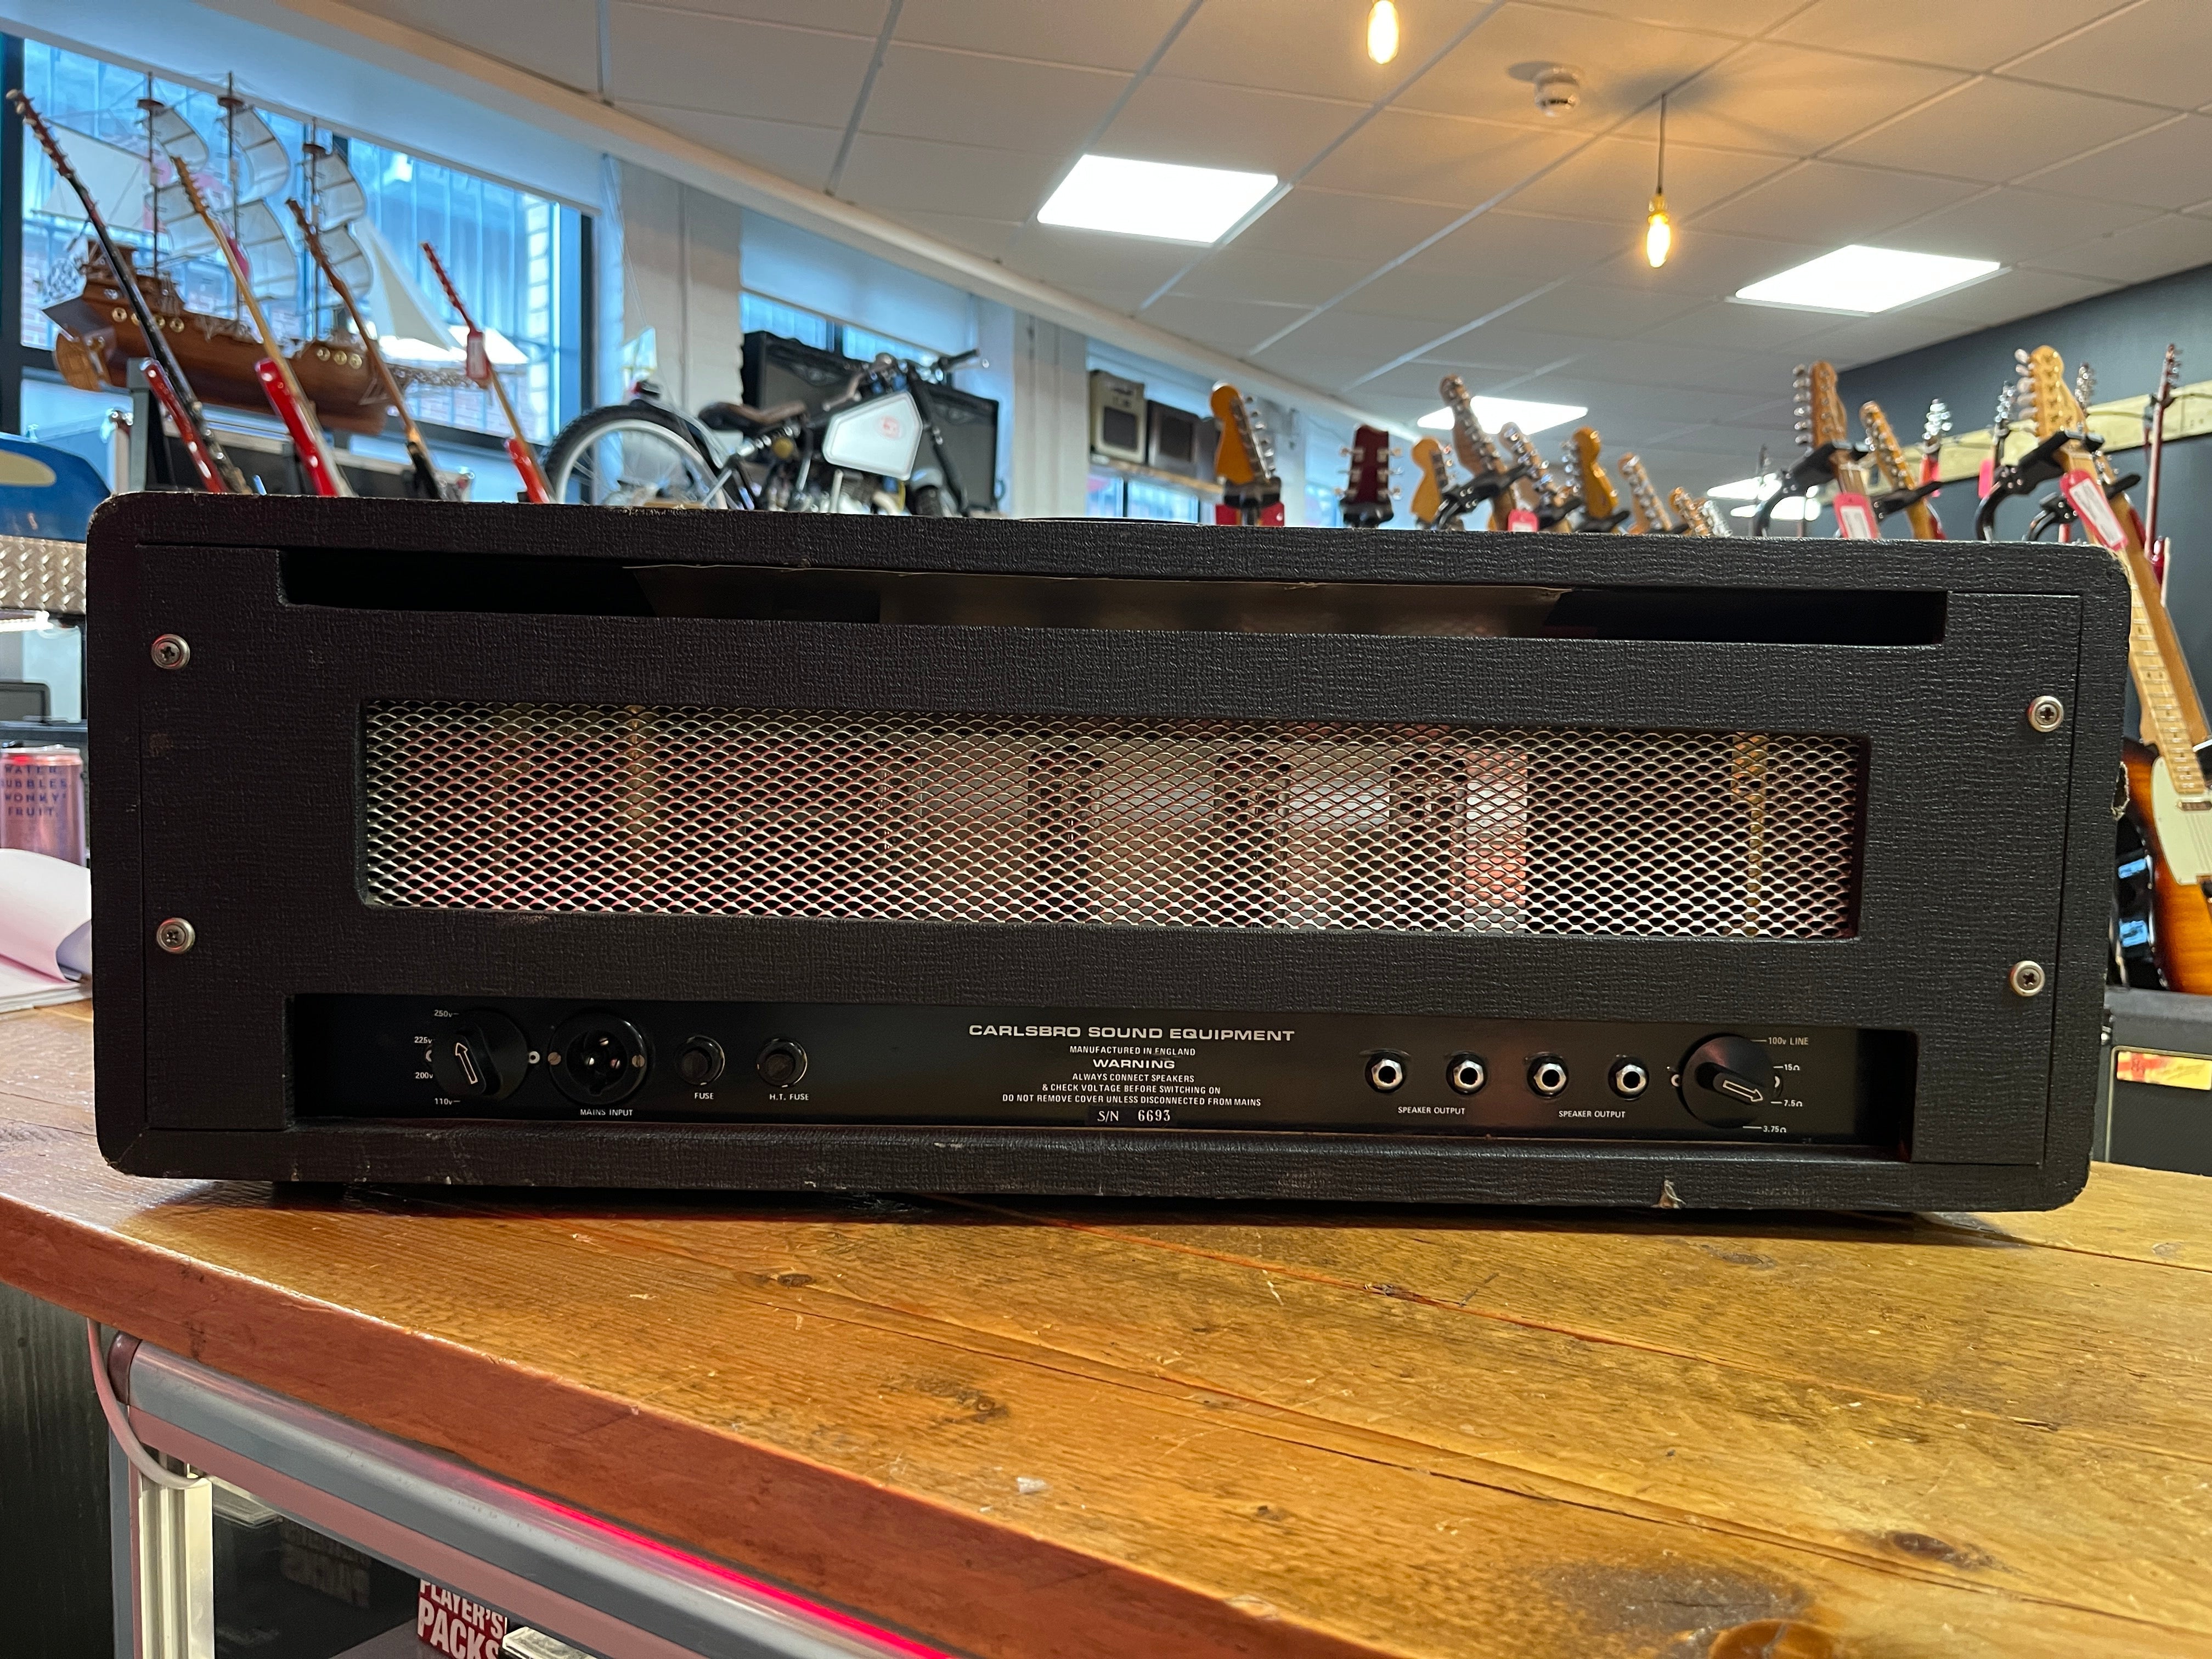 WATER.
BUBBLES.
'WONKY'
FRUIT.
250v
225v
200v
110v
MAINS INPUT
FUSE
H.T. FUSE
CARLSBRO SOUND EQUIPMENT
MANUFACTURED IN ENGLAND
WARNING
ALWAYS CONNECT SPEAKERS
& CHECK VOLTAGE BEFORE SWITCHING ON
DO NOT REMOVE COVER UNLESS DISCONNECTED FROM MAINS
S/N 6693
SPEAKER OUTPUT
SPEAKER OUTPUT
100v LINE
15Ω
7.5Ω
3.75Ω
PLAYER'S
PACKS